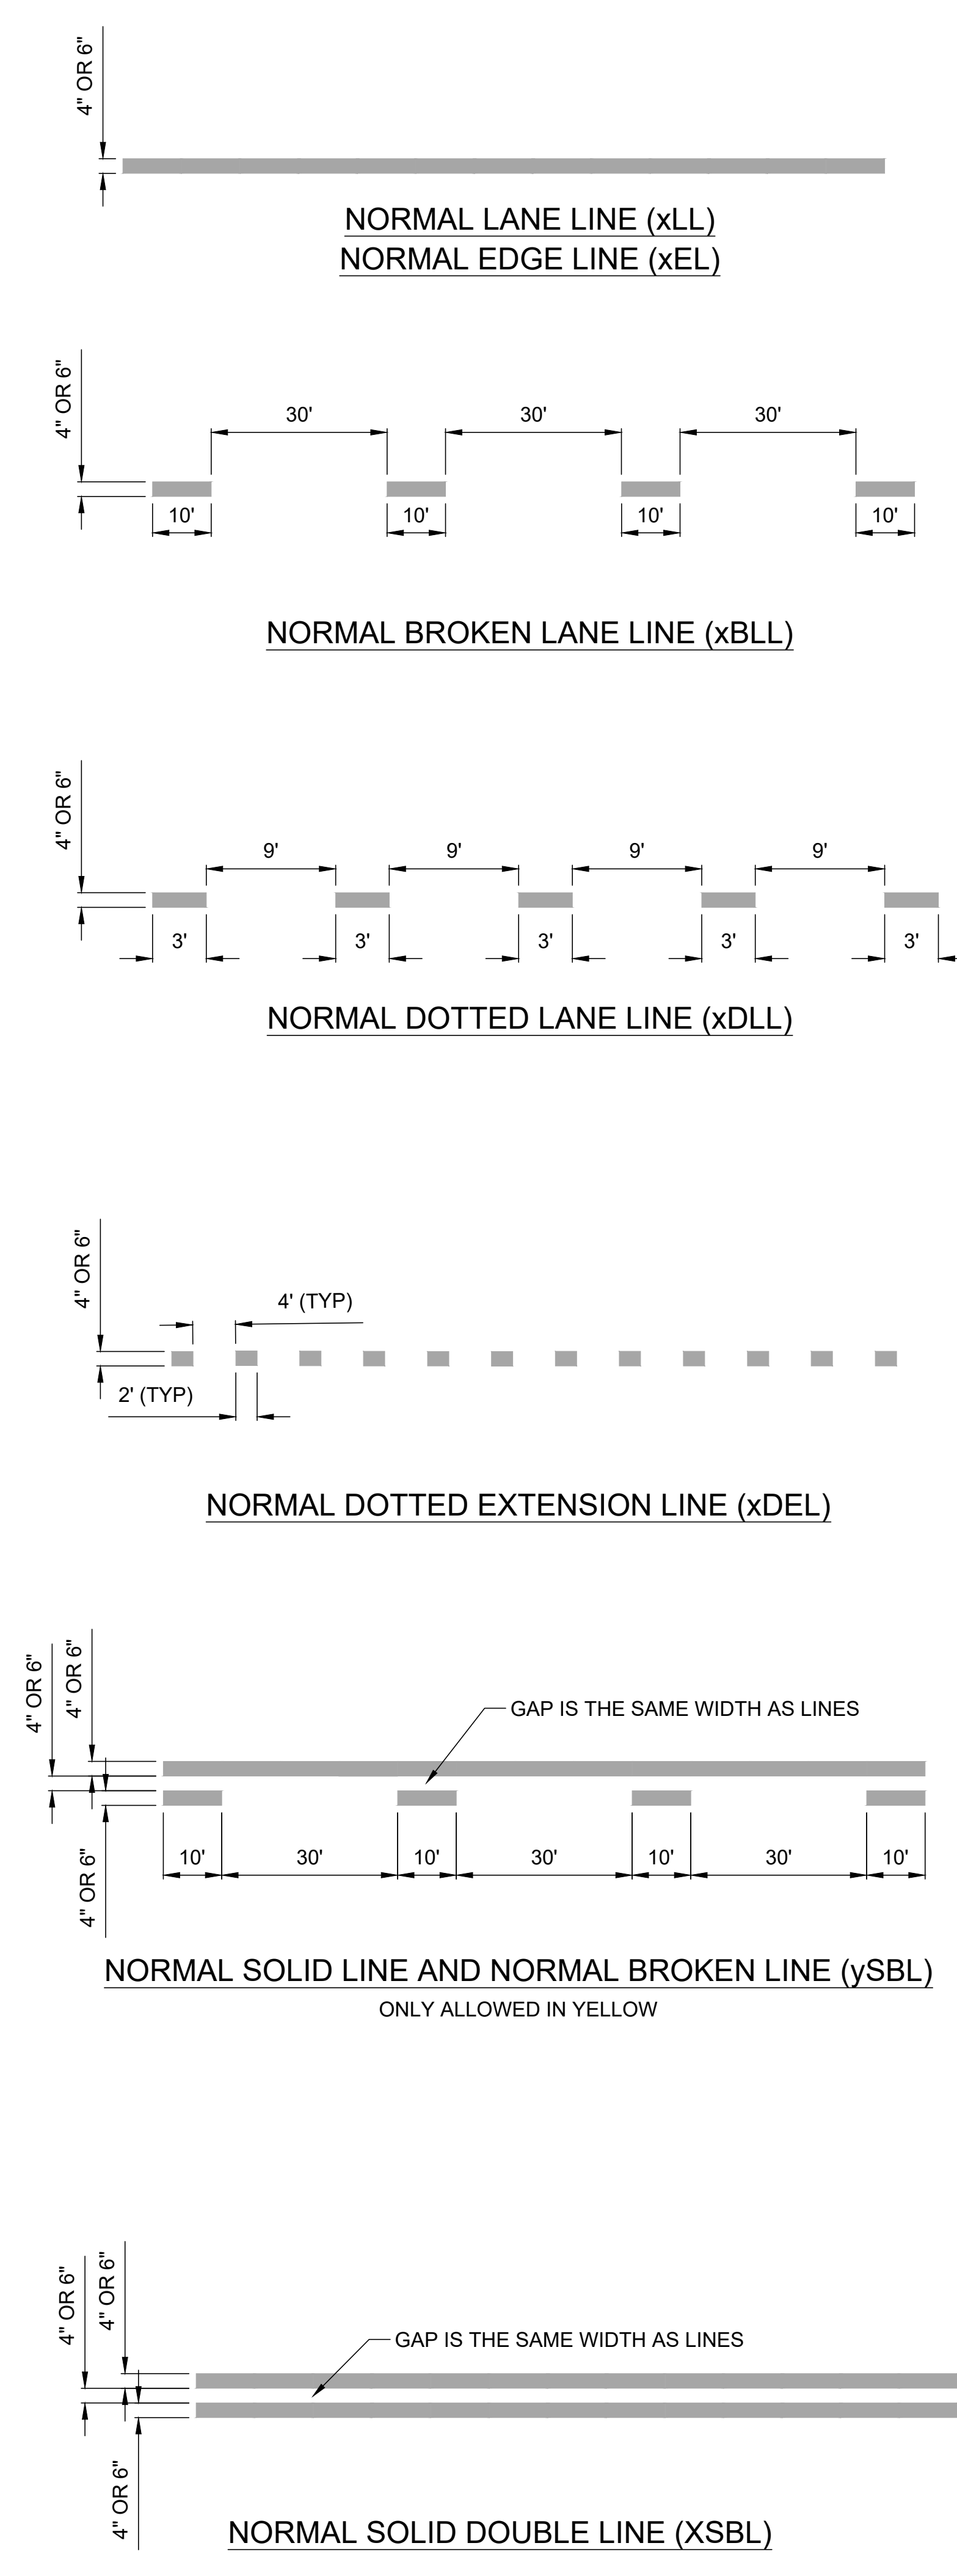 4" OR 6"
NORMAL LANE LINE (xLL)
NORMAL EDGE LINE (xEL)
4" OR 6"
30' 30' 30'
10' 10' 10' 10'
NORMAL BROKEN LANE LINE (xBLL)
4" OR 6"
9' 9' 9' 9'
3' 3' 3' 3' 3'
NORMAL DOTTED LANE LINE (xDLL)
4" OR 6"
4' (TYP)
2' (TYP)
NORMAL DOTTED EXTENSION LINE (xDEL)
4" OR 6"
4" OR 6"
GAP IS THE SAME WIDTH AS LINES
10' 30' 10' 30' 10' 30' 10'
4" OR 6"
NORMAL SOLID LINE AND NORMAL BROKEN LINE (ySBL)
ONLY ALLOWED IN YELLOW
4" OR 6"
4" OR 6"
GAP IS THE SAME WIDTH AS LINES
4" OR 6"
NORMAL SOLID DOUBLE LINE (XSBL)